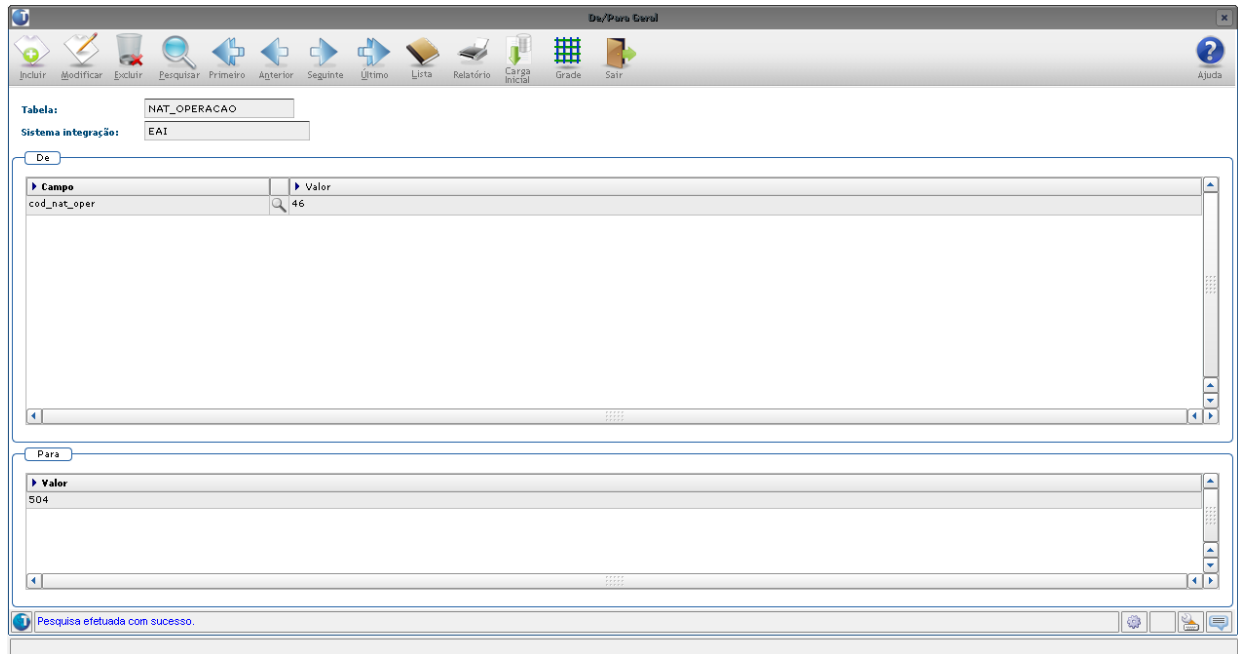 De/Para Geral
Incluir Modificar Excluir Pesquisar Primeiro Anterior Seguinte Último Lista Relatório Carga Inicial Grade Sair Ajuda
Tabela: NAT_OPERACAO
Sistema integração: EAI
De
Campo Valor
cod_nat_oper 46
Para
Valor
504
Pesquisa efetuada com sucesso.